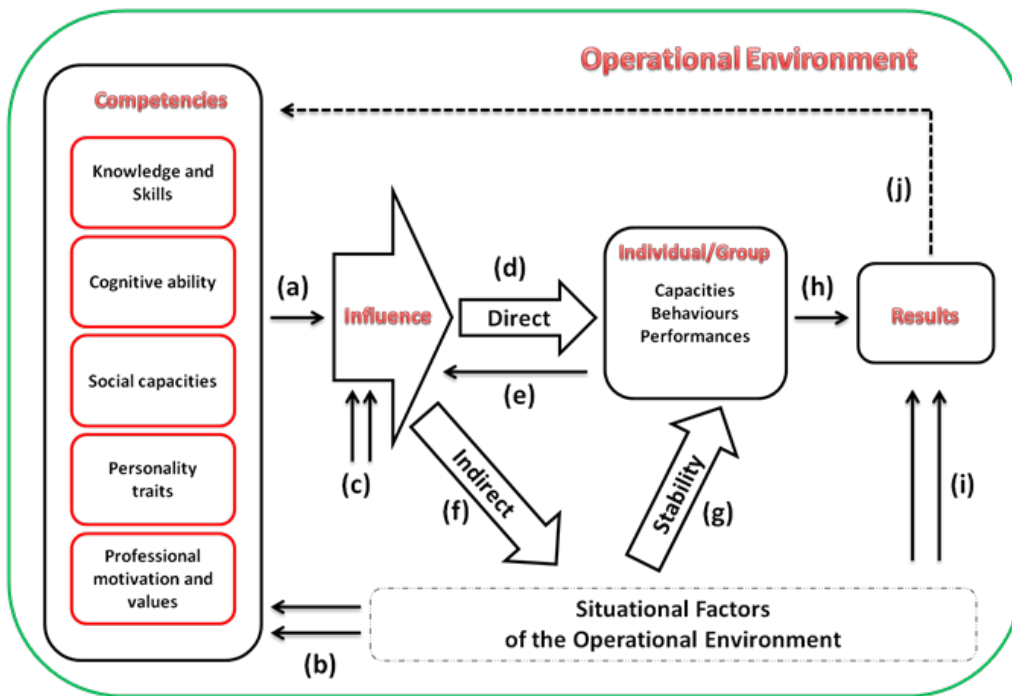 Operational Environment
Competencies
Knowledge and
Skills
Cognitive ability
Social capacities
Personality
traits
Professional
motivation and
values
(a)
(b)
Influence
(c)
(d)
Direct
(e)
Indirect
(f)
Individual/Group
Capacities
Behaviours
Performances
Stability
(g)
(h)
Results
(i)
(j)
Situational Factors
of the Operational Environment